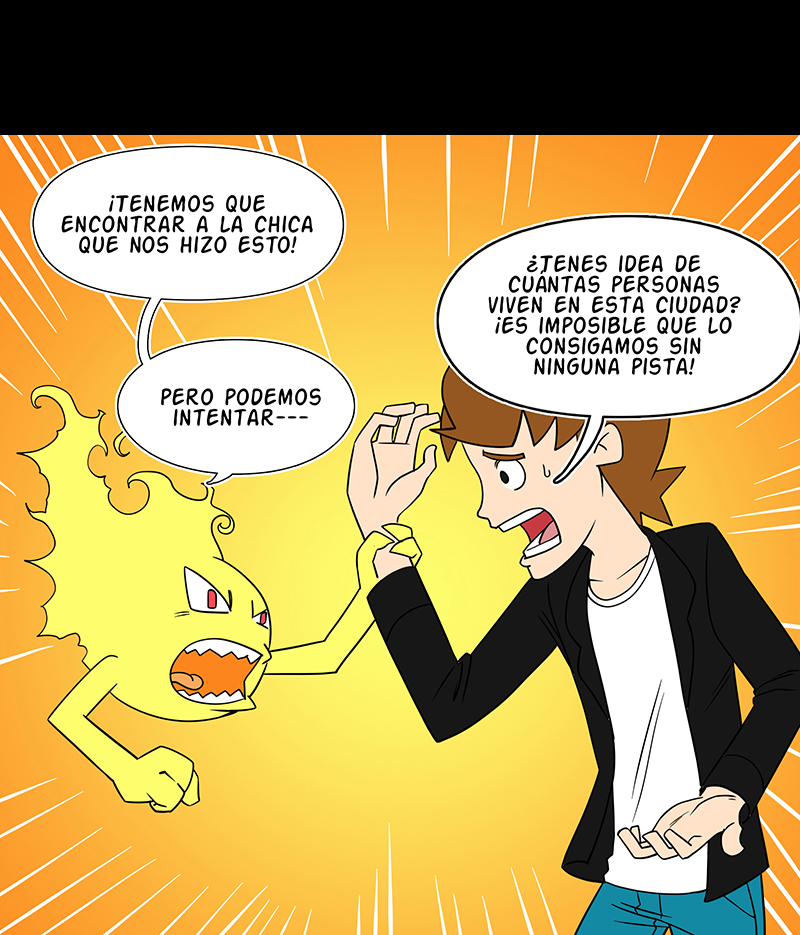 ¡TENEMOS QUE
ENCONTRAR A LA CHICA
QUE NOS HIZO ESTO!
PERO PODEMOS
INTENTAR---
¿TENES IDEA DE
CUÁNTAS PERSONAS
VIVEN EN ESTA CIUDAD?
¡ES IMPOSIBLE QUE LO
CONSIGAMOS SIN
NINGUNA PISTA!